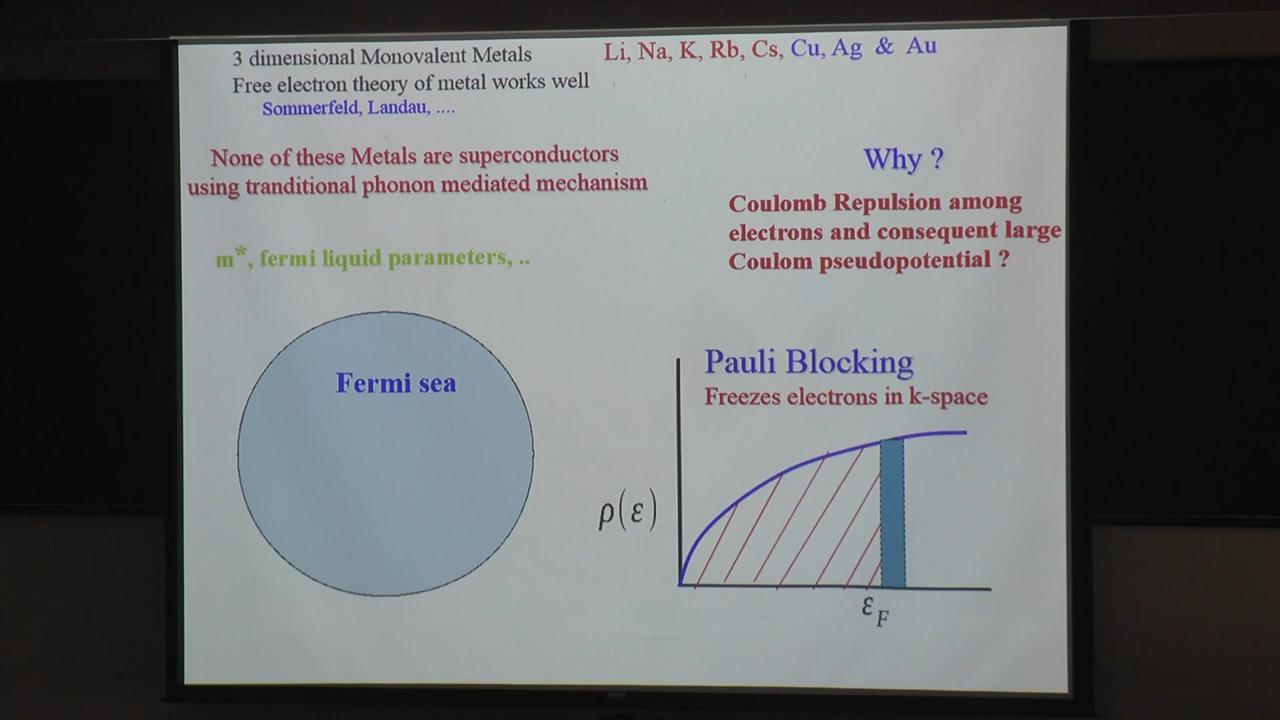 3 dimensional Monovalent Metals
Li, Na, K, Rb, Cs, Cu, Ag & Au
Free electron theory of metal works well
Sommerfeld, Landau, ....
None of these Metals are superconductors
using tranditional phonon mediated mechanism
Why ?
Coulomb Repulsion among
electrons and consequent large
Coulom pseudopotential ?
m*, fermi liquid parameters, ..
Fermi sea
Pauli Blocking
Freezes electrons in k-space
ρ(ε)
ε_F